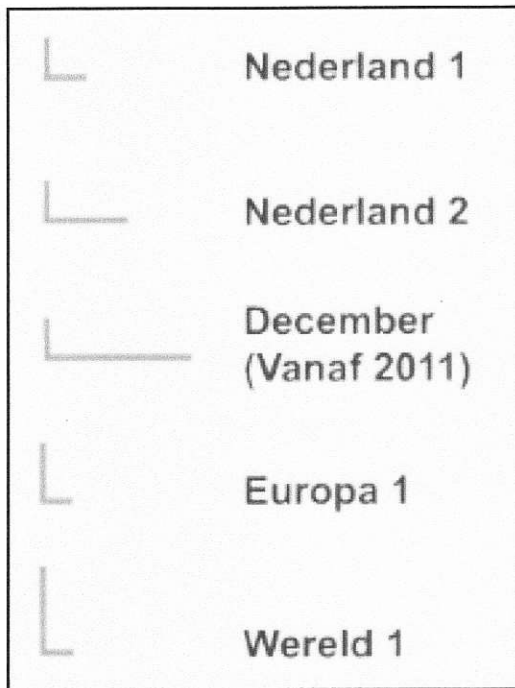 Nederland 1
Nederland 2
December
(Vanaf 2011)
Europa 1
Wereld 1